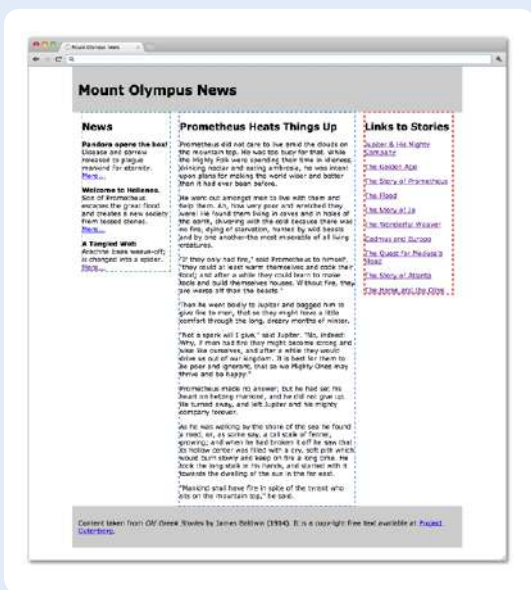 Mount Olympus News
Mount Olympus News
News
Pandora opens the box!
Disease and sorrow
released to plague
mankind for eternity.
More...
Welcome to Hellenes.
Son of Prometheus
escapes the great flood
and creates a new society
from tossed stones.
More...
A Tangled Web
Arachne loses weave-off;
is changed into a spider.
More...
Prometheus Heats Things Up
Prometheus did not care to live amid the clouds on
the mountain top. He was too busy for that. While
the Mighty Folk were spending their time in idleness,
drinking nectar and eating ambrosia, he was intent
upon plans for making the world wiser and better
than it had ever been before.
He went out amongst men to live with them and
help them. Ah, how very poor and wretched they
were! He found them living in caves and in holes of
the earth, shivering with the cold because there was
no fire, dying of starvation, hunted by wild beasts
and by one another-the most miserable of all living
creatures.
"If they only had fire," said Prometheus to himself,
"they could at least warm themselves and cook their
food; and after a while they could learn to make
tools and build themselves houses. Without fire, they
are worse off than the beasts."
Then he went boldly to Jupiter and begged him to
give fire to men, that so they might have a little
comfort through the long, dreary months of winter.
"Not a spark will I give," said Jupiter. "No, indeed!
Why, if men had fire they might become strong and
wise like ourselves, and after a while they would
drive us out of our kingdom. It is best for them to
be poor and ignorant, that so we Mighty Ones may
thrive and be happy."
Prometheus made no answer; but he had set his
heart on helping mankind, and he did not give up.
He turned away, and left Jupiter and his mighty
company forever.
As he was walking by the shore of the sea he found
a reed, or, as some say, a tall stalk of fennel,
growing; and when he had broken it off he saw that
its hollow center was filled with a dry, soft pith which
would burn slowly and keep on fire a long time. He
took the long stalk in his hands, and started with it
towards the dwelling of the sun in the far east.
"Mankind shall have fire in spite of the tyrant who
sits on the mountain top," he said.
Links to Stories
Jupiter & His Mighty
Company
The Golden Age
The Story of Prometheus
The Flood
The Story of Io
The Wonderful Weaver
Cadmus and Europa
The Quest for Medusa's
Head
The Story of Atlanta
The Horse and the Olive
Content taken from Old Greek Stories by James Baldwin (1914). It is a copyright-free text available at Project
Gutenberg.